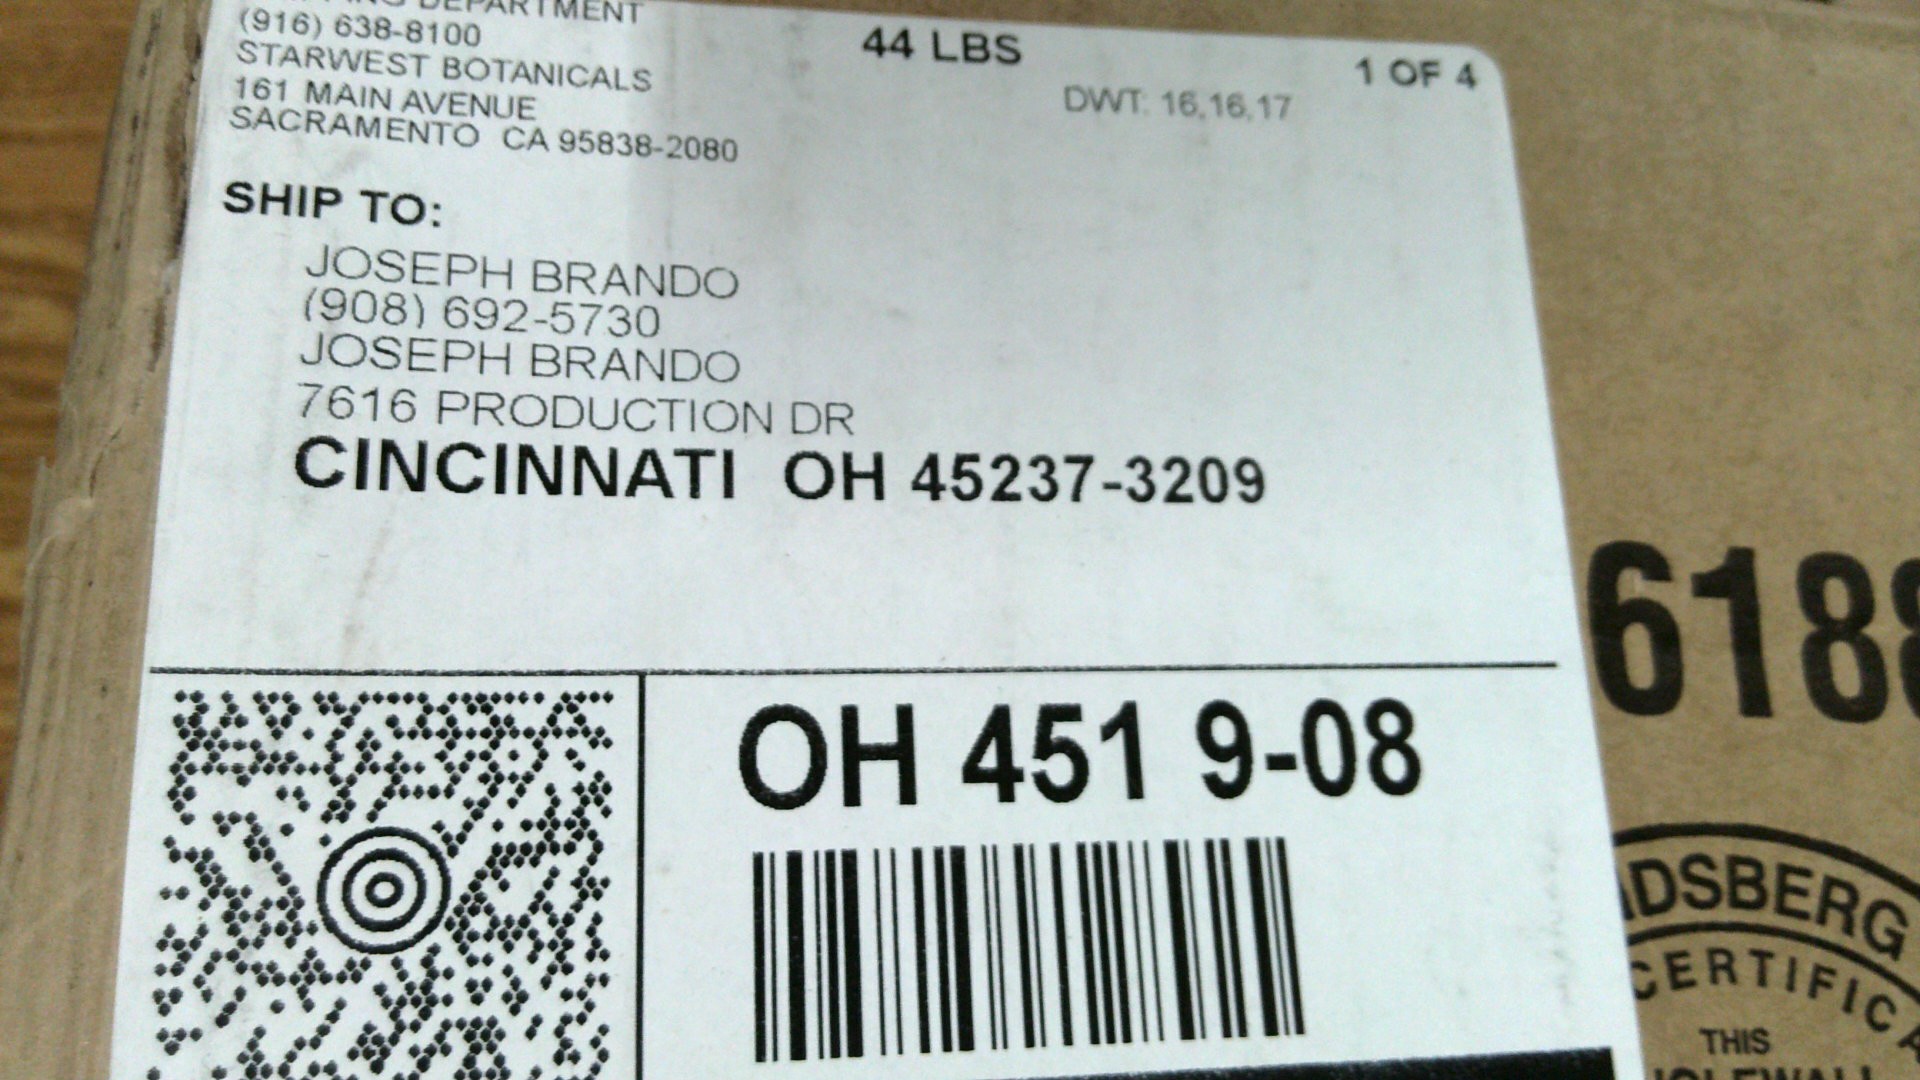 DEPARTMENT
(916) 638-8100
STARWEST BOTANICALS
161 MAIN AVENUE
SACRAMENTO CA 95838-2080
44 LBS
1 OF 4
DWT: 16,16,17
SHIP TO:
JOSEPH BRANDO
(908) 692-5730
JOSEPH BRANDO
7616 PRODUCTION DR
CINCINNATI OH 45237-3209
OH 451 9-08
618
CERTIFICA
THIS